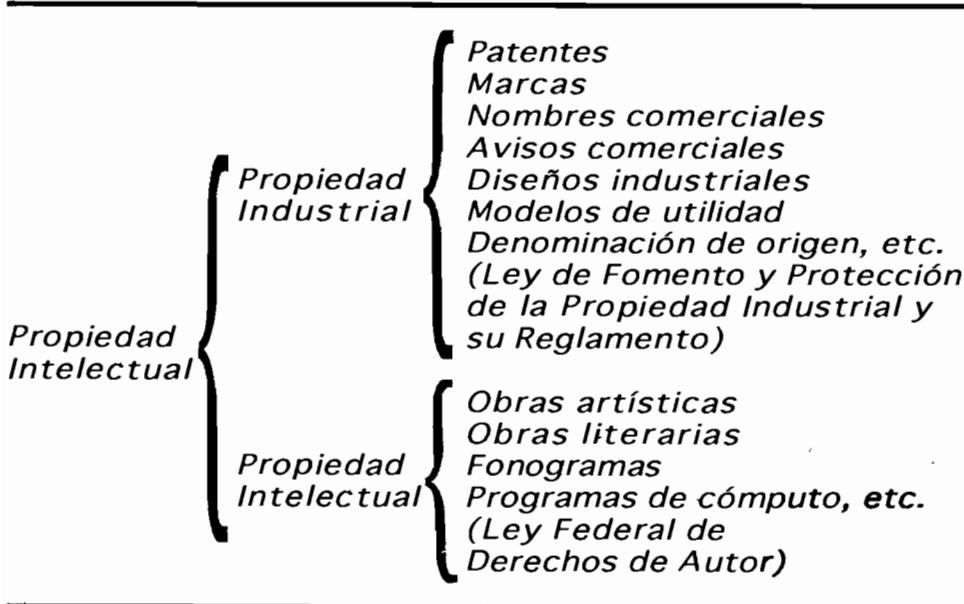 Propiedad
Intelectual
Propiedad
Industrial
Patentes
Marcas
Nombres comerciales
Avisos comerciales
Diseños industriales
Modelos de utilidad
Denominación de origen, etc.
(Ley de Fomento y Protección
de la Propiedad Industrial y
su Reglamento)
Propiedad
Intelectual
Obras artísticas
Obras literarias
Fonogramas
Programas de cómputo, etc.
(Ley Federal de
Derechos de Autor)